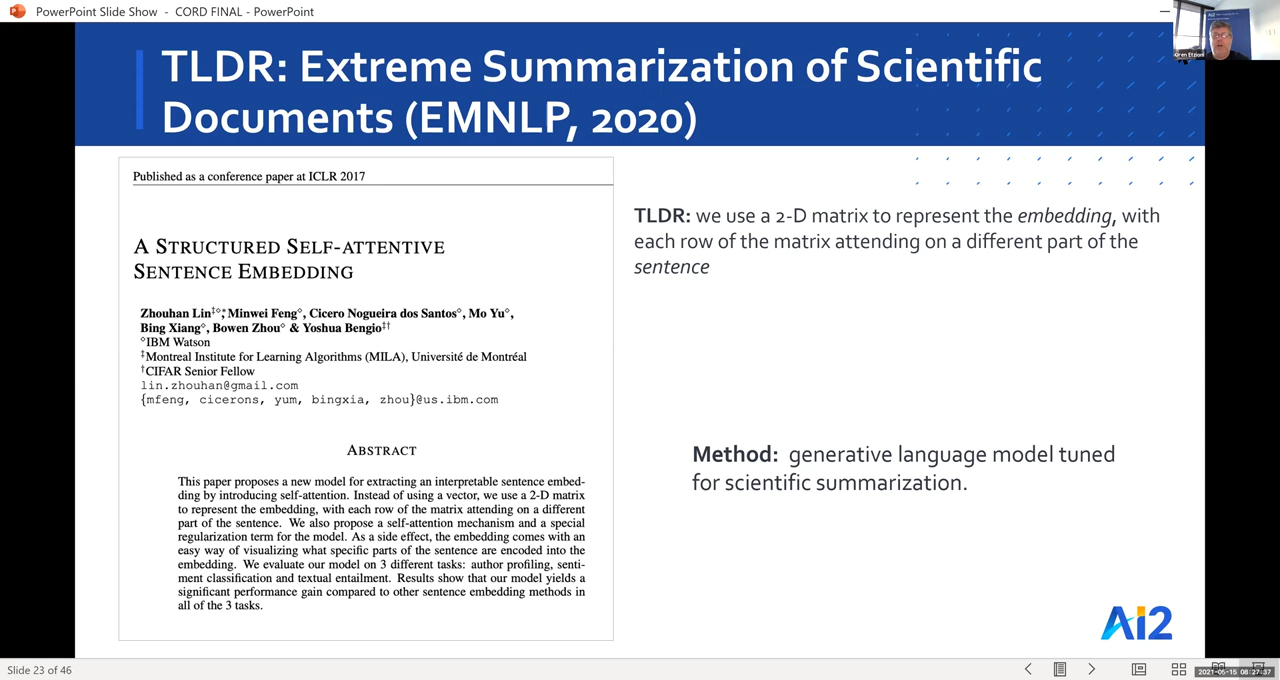 PowerPoint Slide Show - CORD FINAL - PowerPoint
TLDR: Extreme Summarization of Scientific
Documents (EMNLP, 2020)
Published as a conference paper at ICLR 2017
A STRUCTURED SELF-ATTENTIVE
SENTENCE EMBEDDING
Zhouhan Lin‡◇*, Minwei Feng◇, Cicero Nogueira dos Santos◇, Mo Yu◇,
Bing Xiang◇, Bowen Zhou◇ & Yoshua Bengio‡†
◇IBM Watson
‡Montreal Institute for Learning Algorithms (MILA), Université de Montréal
†CIFAR Senior Fellow
lin.zhouhan@gmail.com
{mfeng, cicerons, yum, bingxia, zhou}@us.ibm.com
ABSTRACT
This paper proposes a new model for extracting an interpretable sentence embed-
ding by introducing self-attention. Instead of using a vector, we use a 2-D matrix
to represent the embedding, with each row of the matrix attending on a different
part of the sentence. We also propose a self-attention mechanism and a special
regularization term for the model. As a side effect, the embedding comes with an
easy way of visualizing what specific parts of the sentence are encoded into the
embedding. We evaluate our model on 3 different tasks: author profiling, senti-
ment classification and textual entailment. Results show that our model yields a
significant performance gain compared to other sentence embedding methods in
all of the 3 tasks.
TLDR: we use a 2-D matrix to represent the embedding, with
each row of the matrix attending on a different part of the
sentence
Method: generative language model tuned
for scientific summarization.
Ai2
Slide 23 of 46
2021-05-15 08:27:37